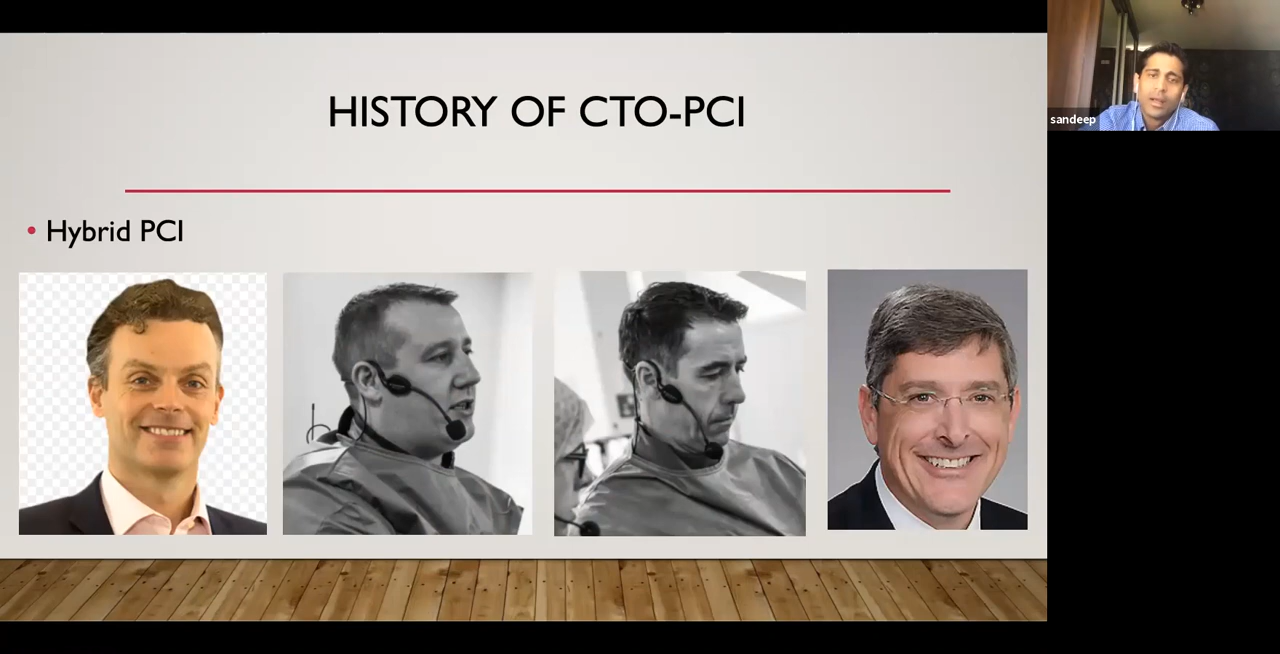 HISTORY OF CTO-PCI
• Hybrid PCI
sandeep